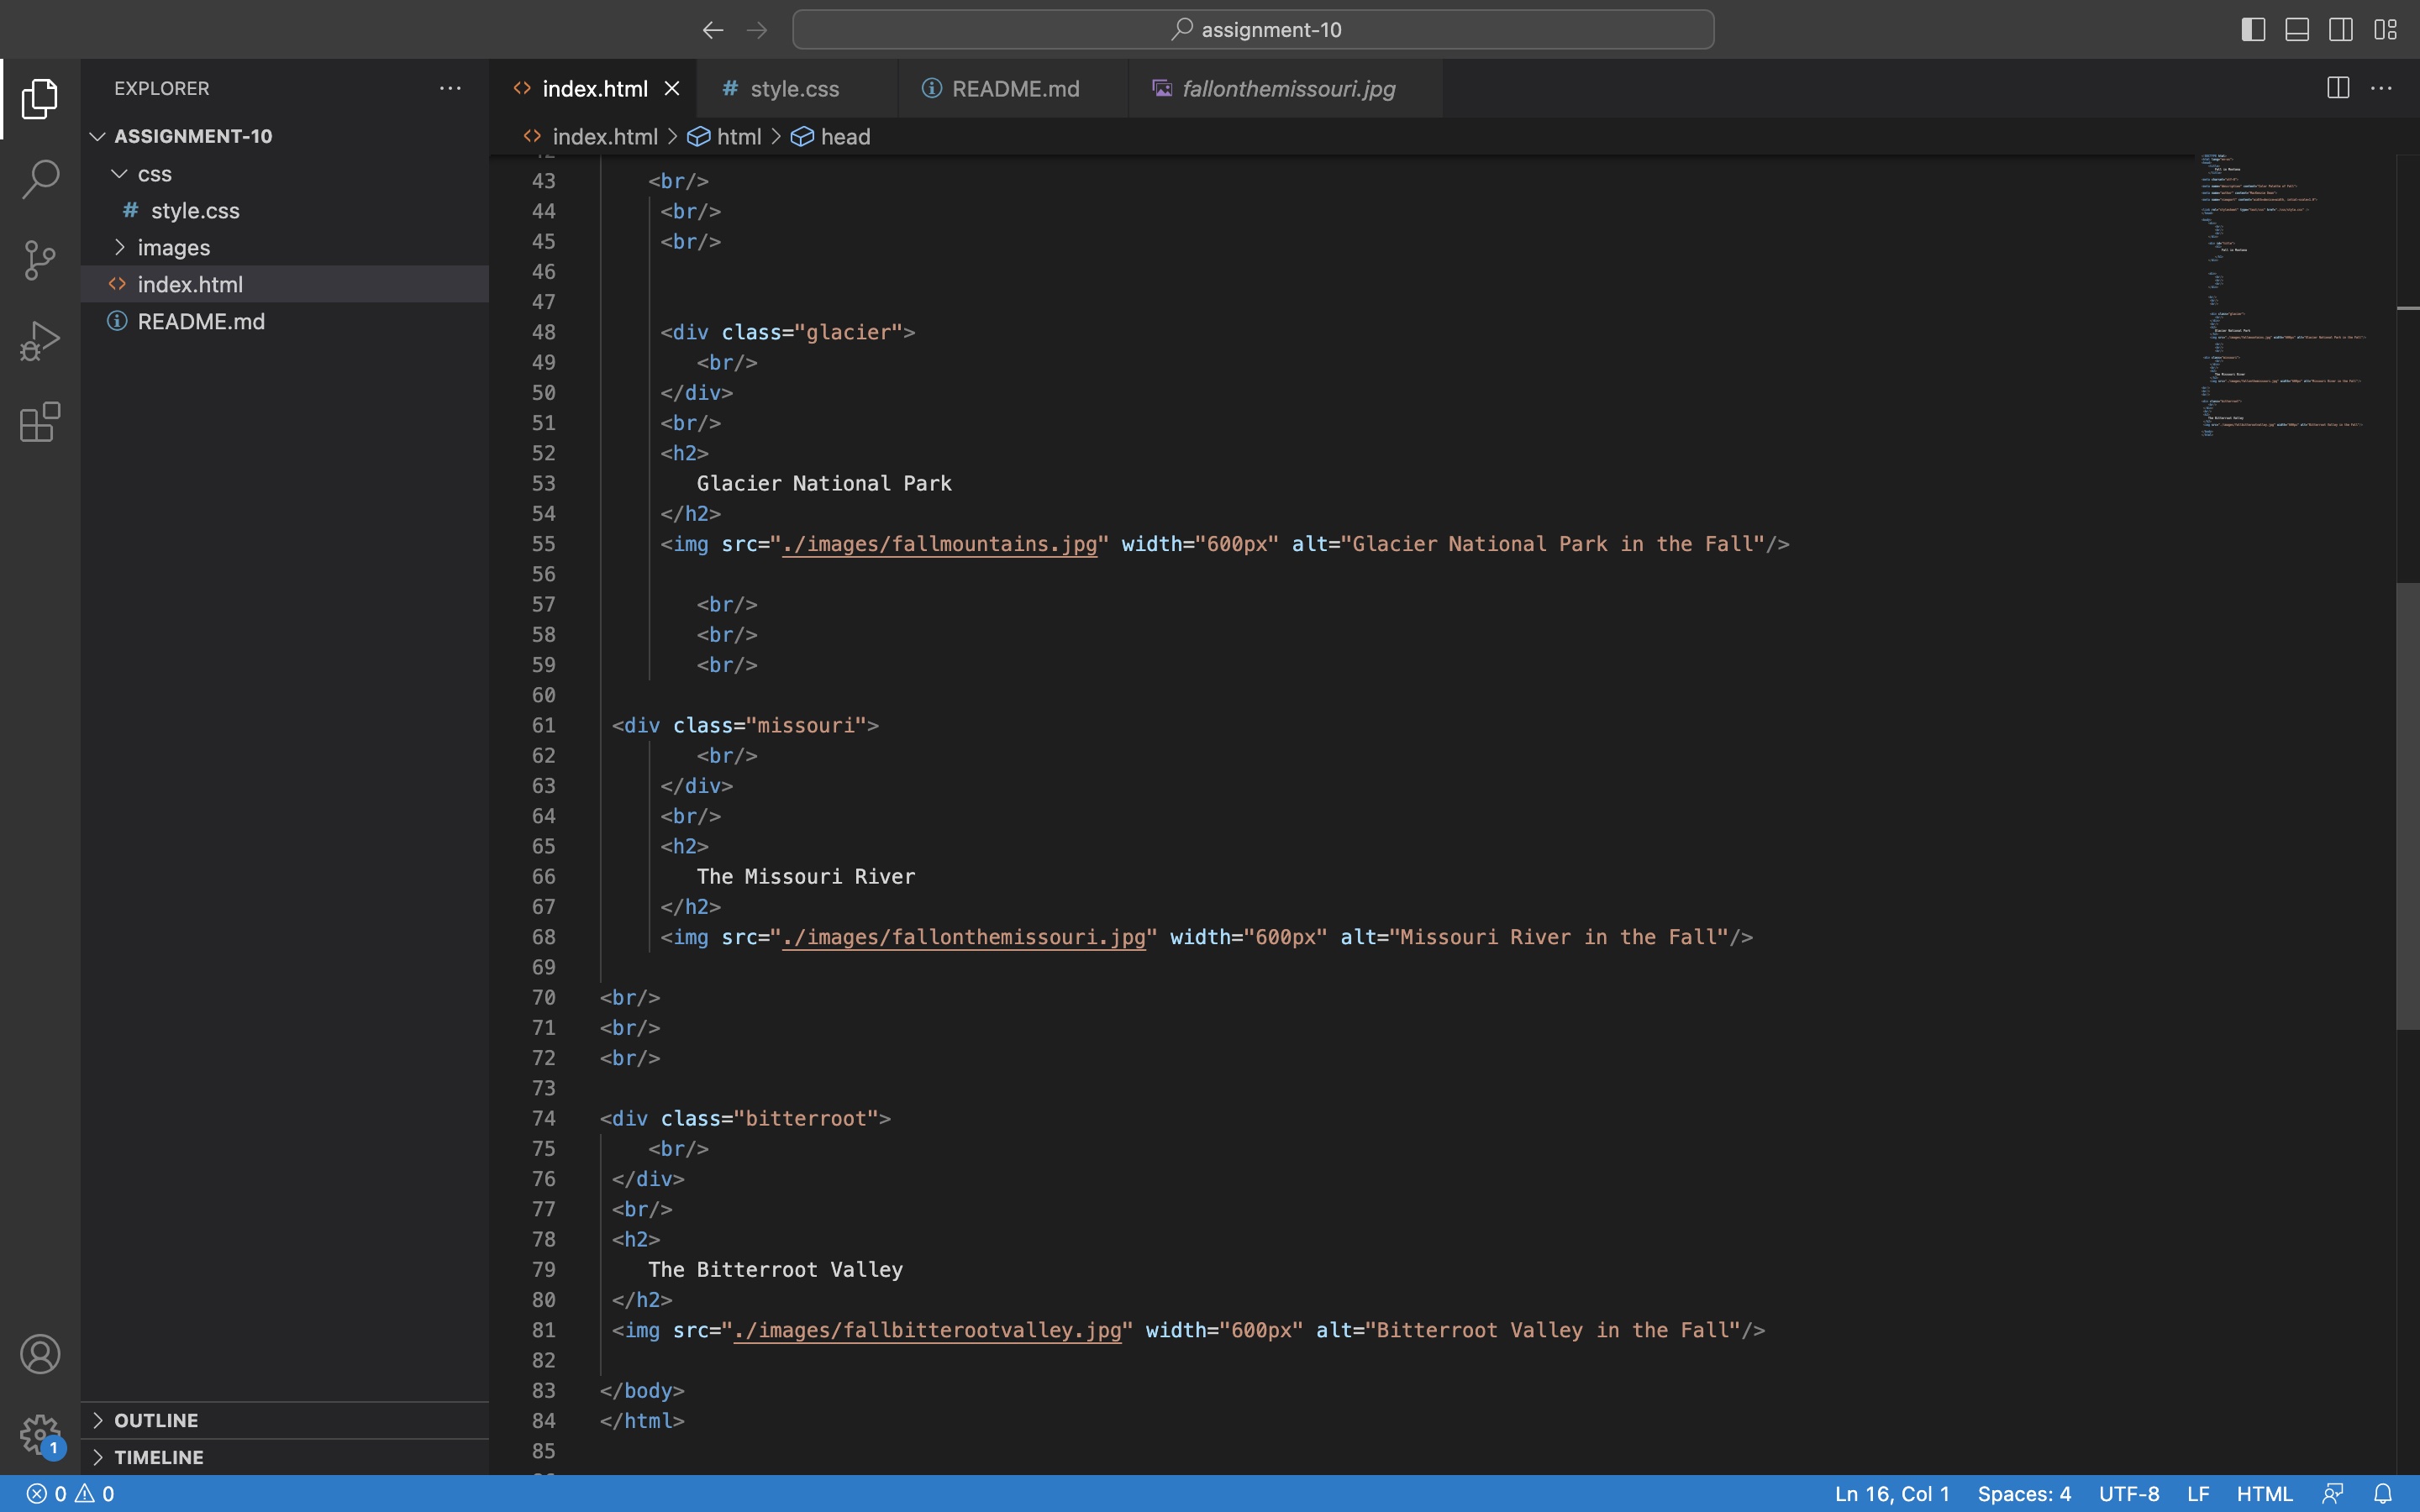 assignment-10
EXPLORER
index.html
style.css
README.md
fallonthemissouri.jpg
ASSIGNMENT-10
index.html > html > head
css
style.css
images
index.html
README.md
43 <br/>
44 <br/>
45 <br/>
46
47
48 <div class="glacier">
49 <br/>
50 </div>
51 <br/>
52 <h2>
53 Glacier National Park
54 </h2>
55 <img src="./images/fallmountains.jpg" width="600px" alt="Glacier National Park in the Fall"/>
56
57 <br/>
58 <br/>
59 <br/>
60
61 <div class="missouri">
62 <br/>
63 </div>
64 <br/>
65 <h2>
66 The Missouri River
67 </h2>
68 <img src="./images/fallonthemissouri.jpg" width="600px" alt="Missouri River in the Fall"/>
69
70 <br/>
71 <br/>
72 <br/>
73
74 <div class="bitterroot">
75 <br/>
76 </div>
77 <br/>
78 <h2>
79 The Bitterroot Valley
80 </h2>
81 <img src="./images/fallbitterootvalley.jpg" width="600px" alt="Bitterroot Valley in the Fall"/>
82
83 </body>
84 </html>
85
OUTLINE
TIMELINE
1
0 0
Ln 16, Col 1 Spaces: 4 UTF-8 LF HTML